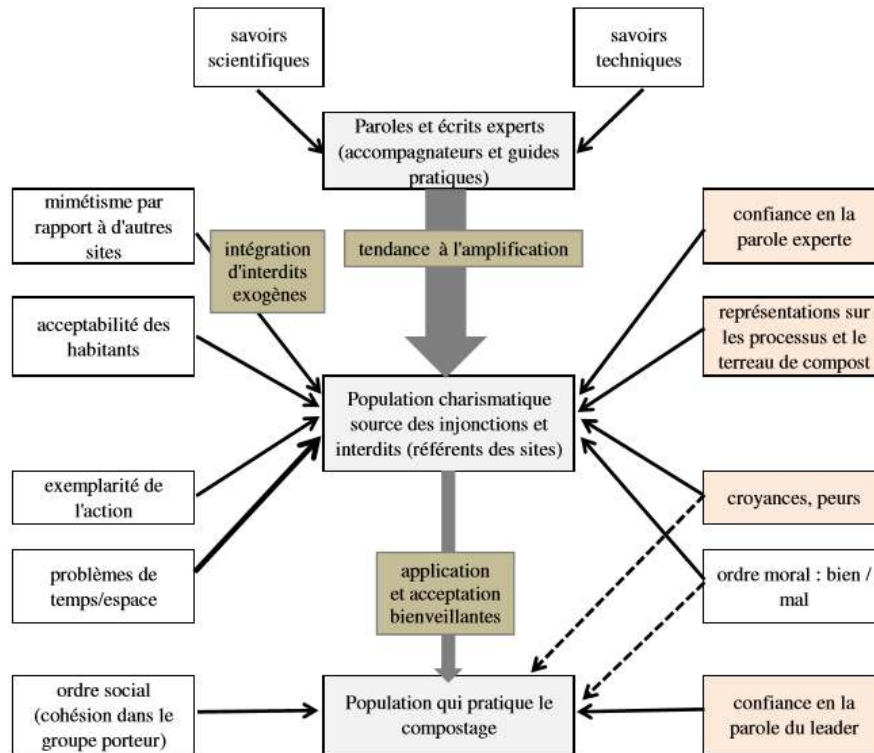 savoirs
scientifiques
savoirs
techniques
Paroles et écrits experts
(accompagnateurs et guides
pratiques)
mimétisme par
rapport à d'autres
sites
intégration
d'interdits
exogènes
tendance à l'amplification
confiance en la
parole experte
acceptabilité des
habitants
représentations sur
les processus et le
terreau de compost
Population charismatique
source des injonctions et
interdits (référents des sites)
exemplarité de
l'action
croyances, peurs
problèmes de
temps/espace
application
et acceptation
bienveillantes
ordre moral : bien /
mal
ordre social
(cohésion dans le
groupe porteur)
Population qui pratique le
compostage
confiance en la
parole du leader